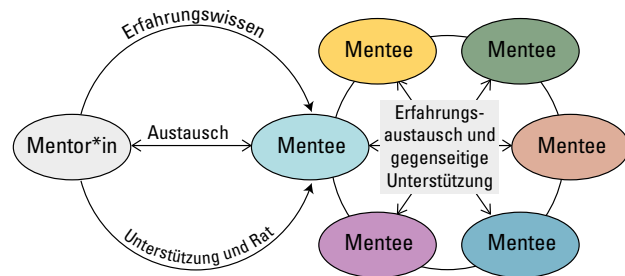 Erfahrungswissen
Mentee
Mentee
Mentor*in
Austausch
Mentee
Erfahrungs-
austausch und
gegenseitige
Unterstützung
Mentee
Unterstützung und Rat
Mentee
Mentee